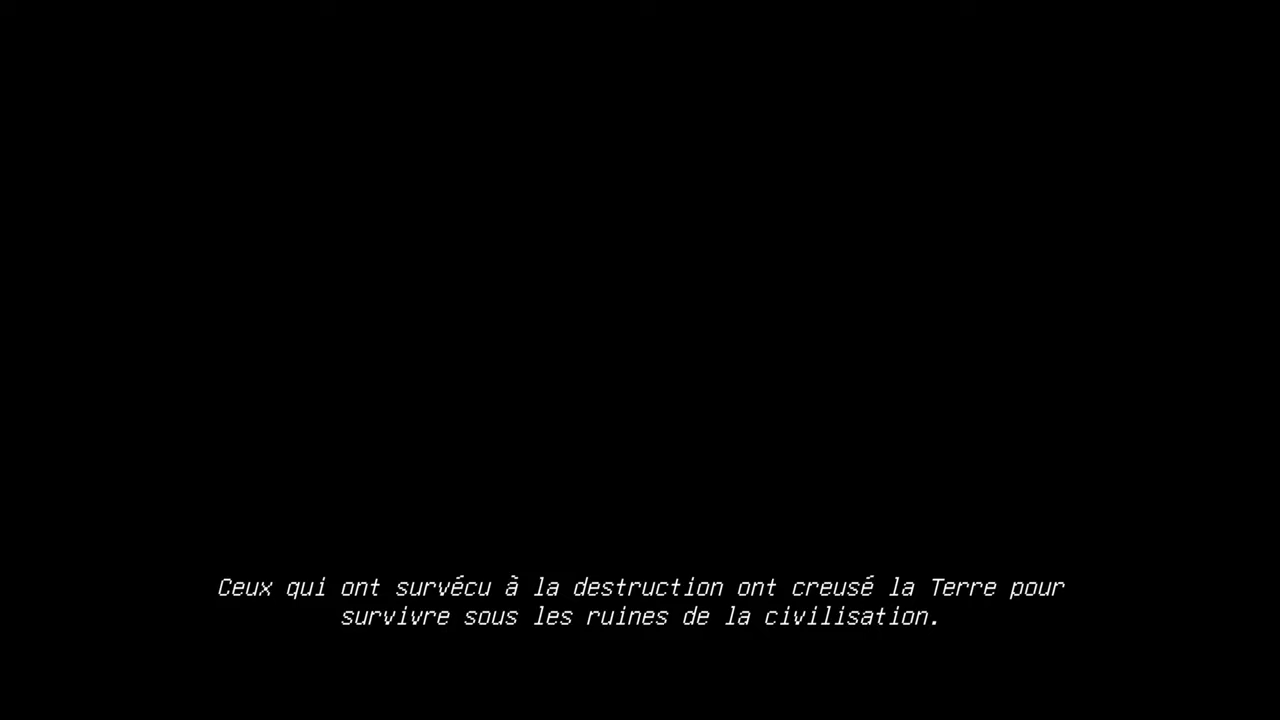 Ceux qui ont survécu à la destruction ont creusé la Terre pour
survivre sous les ruines de la civilisation.